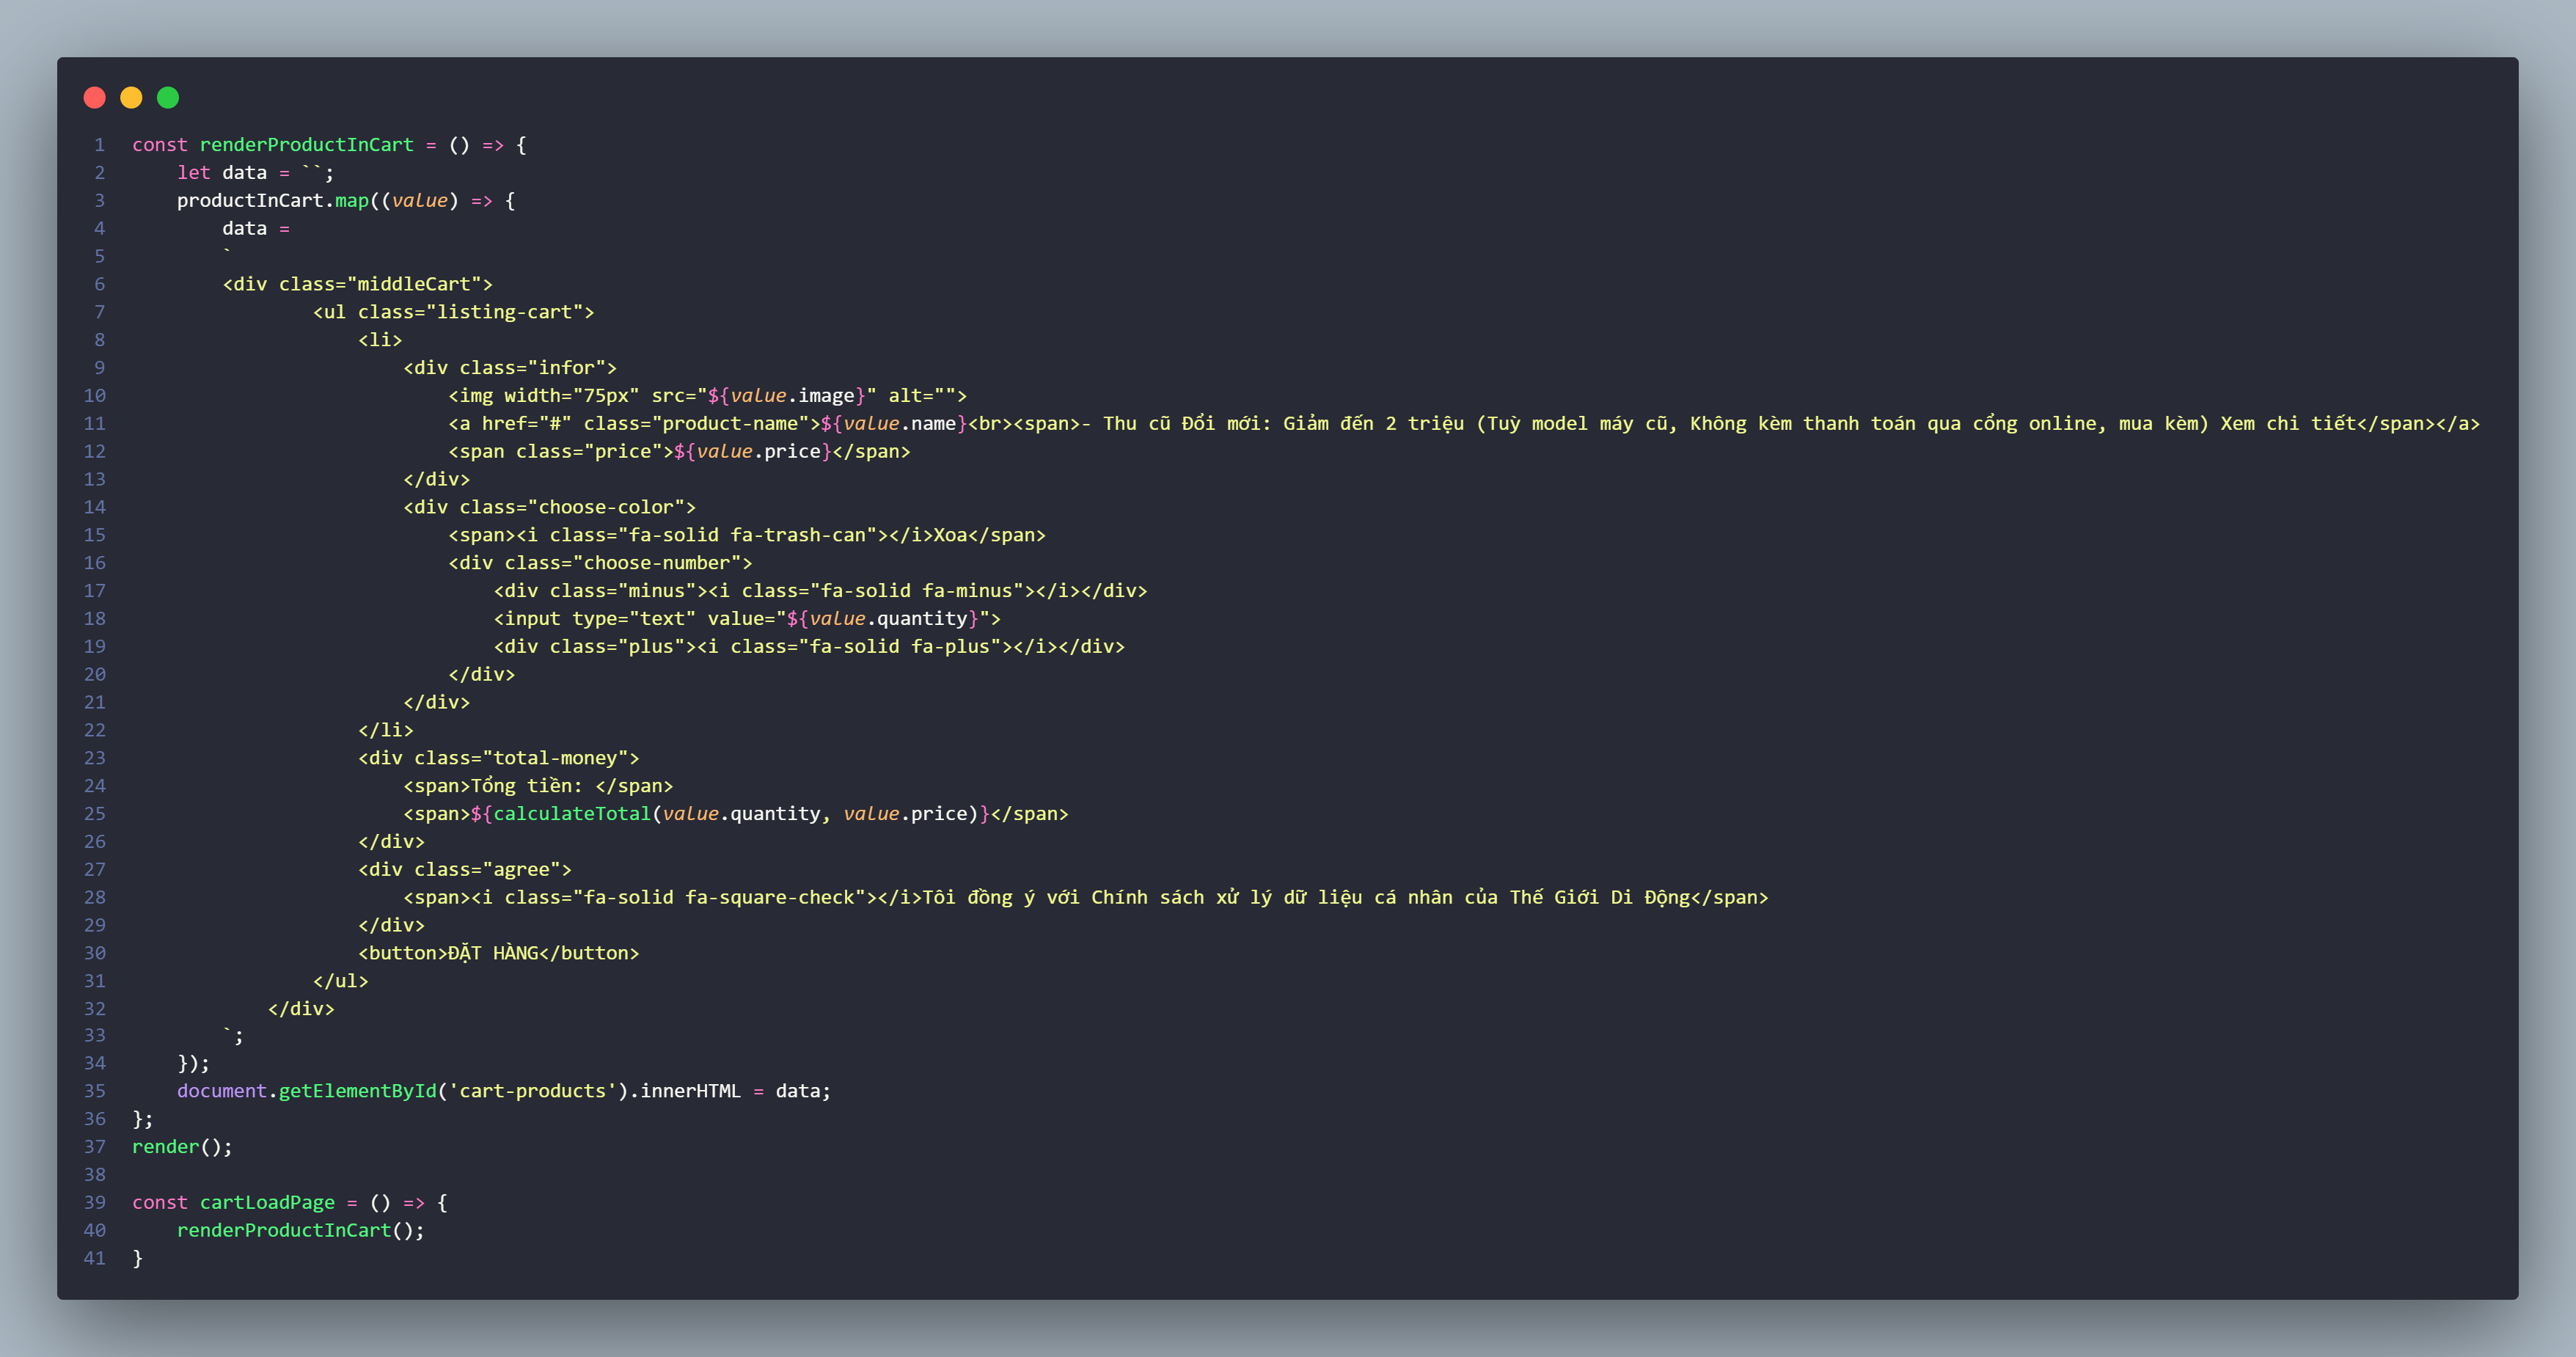 1 const renderProductInCart = () => {
2     let data = ``;
3     productInCart.map((value) => {
4         data =
5         `
6         <div class="middleCart">
7                 <ul class="listing-cart">
8                     <li>
9                         <div class="infor">
10                             <img width="75px" src="${value.image}" alt="">
11                             <a href="#" class="product-name">${value.name}<br><span>- Thu cũ Đổi mới: Giảm đến 2 triệu (Tuỳ model máy cũ, Không kèm thanh toán qua cổng online, mua kèm) Xem chi tiết</span></a>
12                             <span class="price">${value.price}</span>
13                         </div>
14                         <div class="choose-color">
15                             <span><i class="fa-solid fa-trash-can"></i>Xoa</span>
16                             <div class="choose-number">
17                                 <div class="minus"><i class="fa-solid fa-minus"></i></div>
18                                 <input type="text" value="${value.quantity}">
19                                 <div class="plus"><i class="fa-solid fa-plus"></i></div>
20                             </div>
21                         </div>
22                     </li>
23                     <div class="total-money">
24                         <span>Tổng tiền: </span>
25                         <span>${calculateTotal(value.quantity, value.price)}</span>
26                     </div>
27                     <div class="agree">
28                         <span><i class="fa-solid fa-square-check"></i>Tôi đồng ý với Chính sách xử lý dữ liệu cá nhân của Thế Giới Di Động</span>
29                     </div>
30                     <button>ĐẶT HÀNG</button>
31                 </ul>
32             </div>
33         `;
34     });
35     document.getElementById('cart-products').innerHTML = data;
36 };
37 render();
38
39 const cartLoadPage = () => {
40     renderProductInCart();
41 }